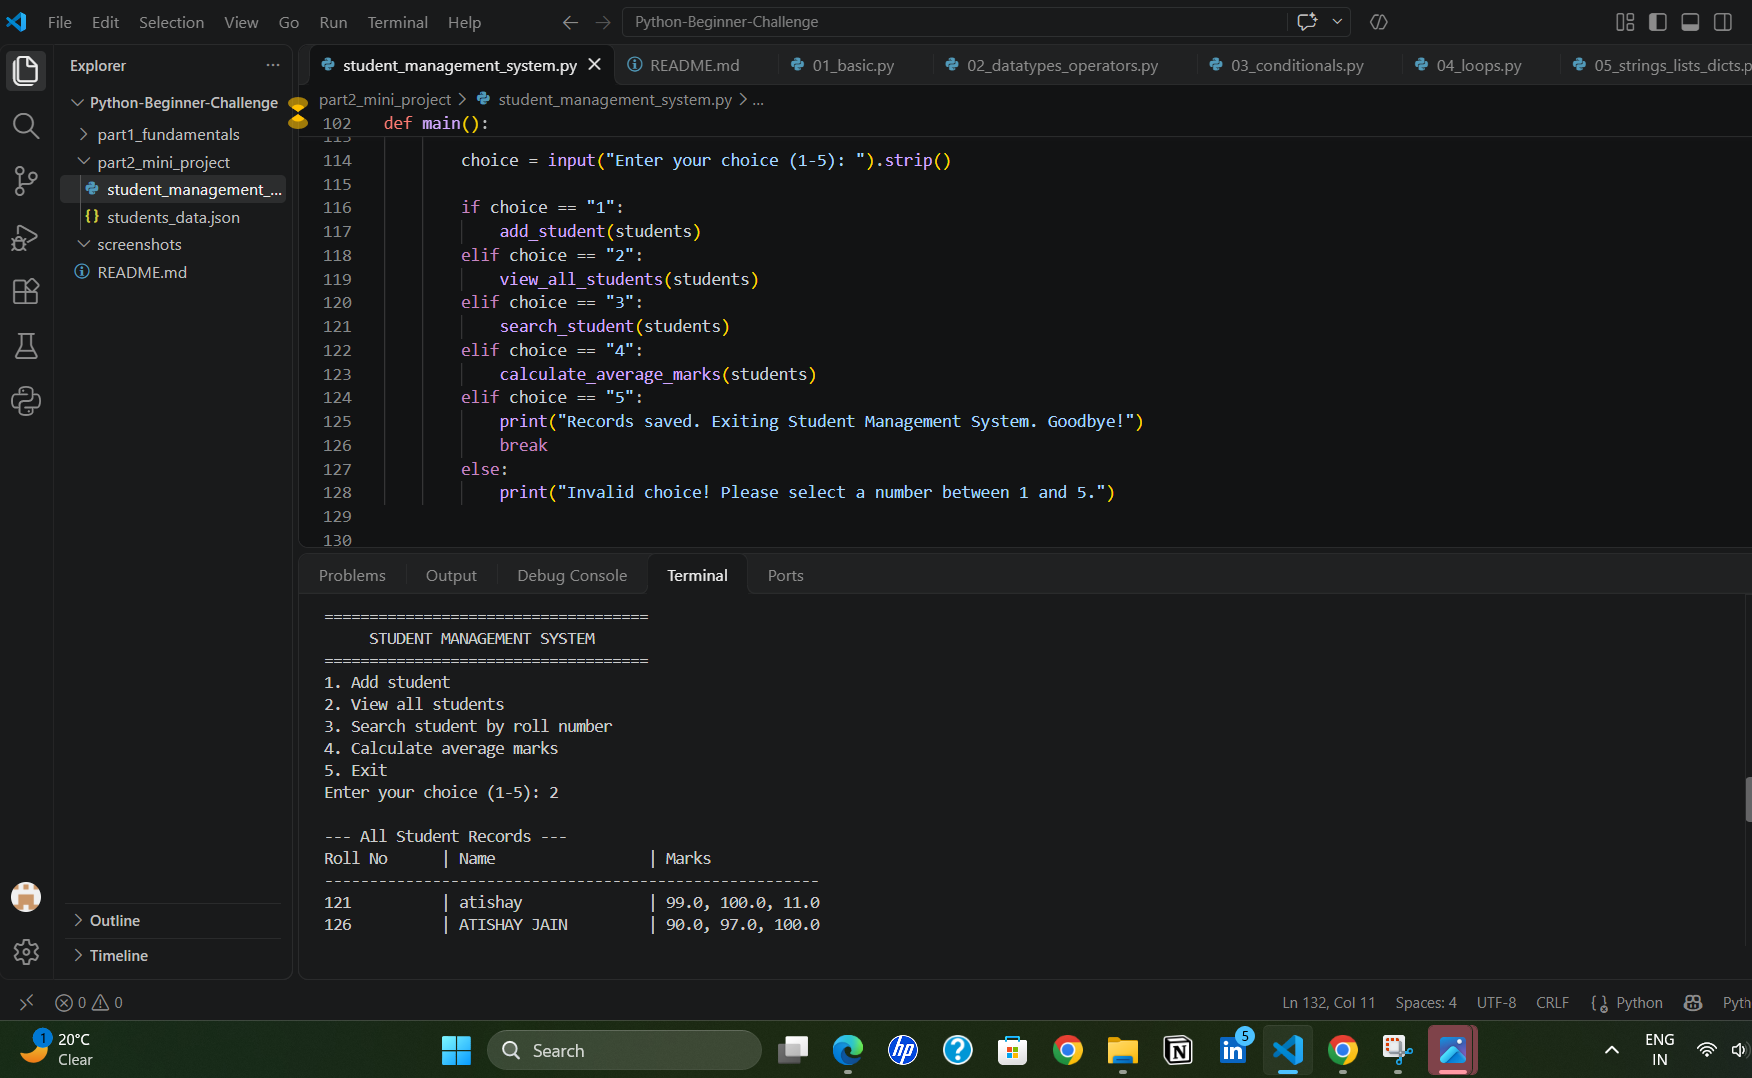 File Edit Selection View Go Run Terminal Help
Python-Beginner-Challenge
Explorer
Python-Beginner-Challenge
part1_fundamentals
part2_mini_project
student_management_...
students_data.json
screenshots
README.md
Outline
Timeline
student_management_system.py README.md 01_basic.py 02_datatypes_operators.py 03_conditionals.py 04_loops.py 05_strings_lists_dicts.p
part2_mini_project > student_management_system.py > ...
102 def main():
113
114 choice = input("Enter your choice (1-5): ").strip()
115
116 if choice == "1":
117 add_student(students)
118 elif choice == "2":
119 view_all_students(students)
120 elif choice == "3":
121 search_student(students)
122 elif choice == "4":
123 calculate_average_marks(students)
124 elif choice == "5":
125 print("Records saved. Exiting Student Management System. Goodbye!")
126 break
127 else:
128 print("Invalid choice! Please select a number between 1 and 5.")
129
130
Problems Output Debug Console Terminal Ports
====================================
STUDENT MANAGEMENT SYSTEM
====================================
1. Add student
2. View all students
3. Search student by roll number
4. Calculate average marks
5. Exit
Enter your choice (1-5): 2
--- All Student Records ---
Roll No | Name | Marks
-------------------------------------------------------
121 | atishay | 99.0, 100.0, 11.0
126 | ATISHAY JAIN | 90.0, 97.0, 100.0
0 0 Ln 132, Col 11 Spaces: 4 UTF-8 CRLF {} Python Pyth
1 20°C
Clear
Search
hp
?
N
in 5
ENG
IN